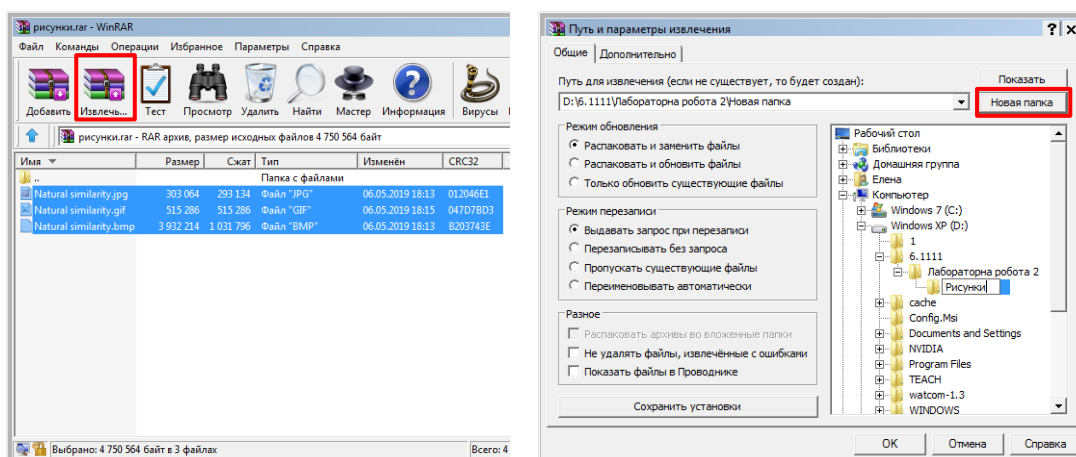 рисунки.rar - WinRAR
Файл Команды Операции Избранное Параметры Справка
Добавить Извлечь... Тест Просмотр Удалить Найти Мастер Информация Вирусы
рисунки.rar - RAR архив, размер исходных файлов 4 750 564 байт
Имя Размер Сжат Тип Изменён CRC32
.. Папка с файлами
Natural similarity.jpg 303 064 293 134 Файл "JPG" 06.05.2019 18:13 012046E1
Natural similarity.gif 515 286 515 286 Файл "GIF" 06.05.2019 18:15 047D7BD3
Natural similarity.bmp 3 932 214 1 031 796 Файл "BMP" 06.05.2019 18:13 B203743E
Выбрано: 4 750 564 байт в 3 файлах Всего: 4
Путь и параметры извлечения ? x
Общие Дополнительно
Путь для извлечения (если не существует, то будет создан):
Показать
D:\6.1111\Лабораторна робота 2\Новая папка
Новая папка
Режим обновления
Распаковать и заменить файлы
Распаковать и обновить файлы
Только обновить существующие файлы
Режим перезаписи
Выдавать запрос при перезаписи
Перезаписывать без запроса
Пропускать существующие файлы
Переименовывать автоматически
Разное
Распаковать архивы во вложенные папки
Не удалять файлы, извлечённые с ошибками
Показать файлы в Проводнике
Сохранить установки
Рабочий стол
Библиотеки
Домашняя группа
Елена
Компьютер
Windows 7 (C:)
Windows XP (D:)
1
6.1111
Лабораторна робота 2
Рисунки
cache
Config.Msi
Documents and Settings
NVIDIA
Program Files
TEACH
watcom-1.3
WINDOWS
ОК Отмена Справка